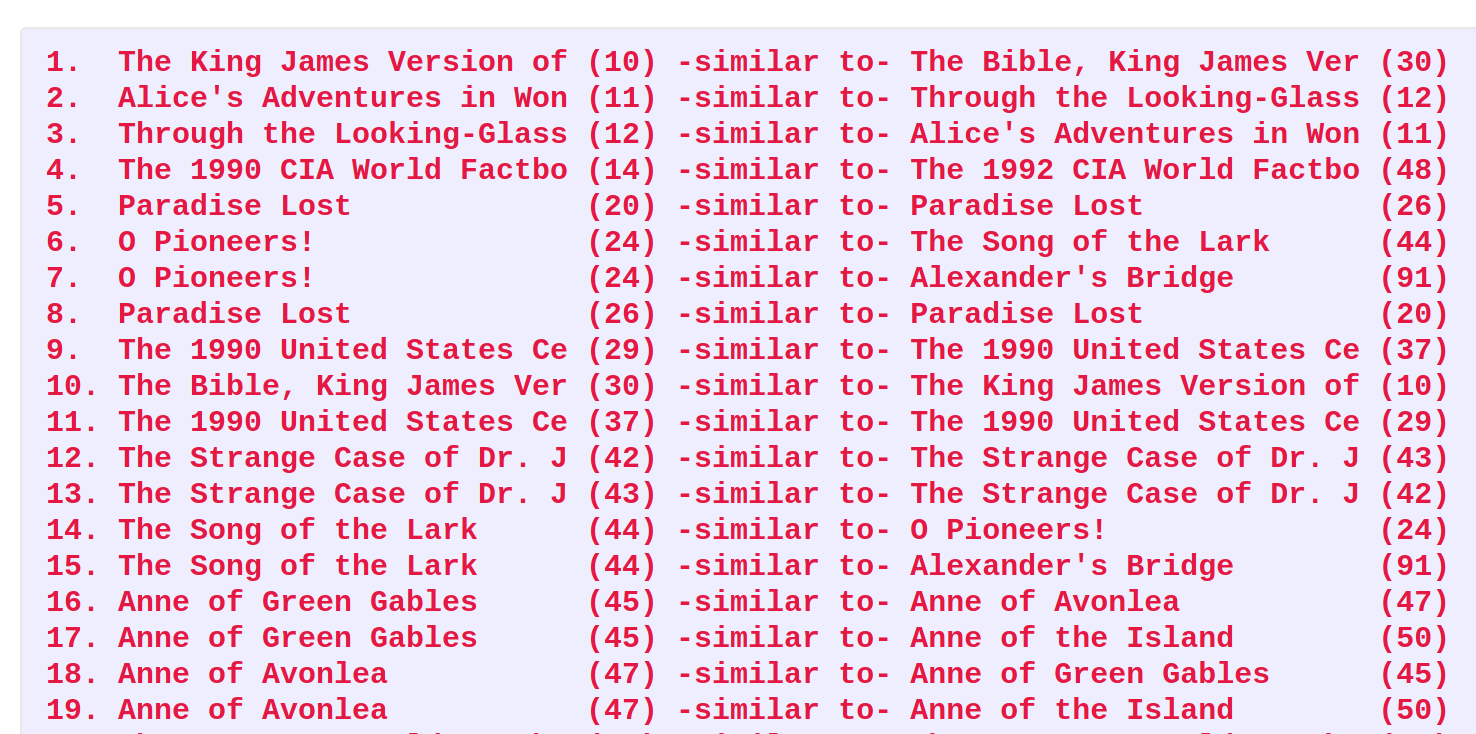 1.  The King James Version of (10) -similar to- The Bible, King James Ver (30)
2.  Alice's Adventures in Won (11) -similar to- Through the Looking-Glass (12)
3.  Through the Looking-Glass (12) -similar to- Alice's Adventures in Won (11)
4.  The 1990 CIA World Factbo (14) -similar to- The 1992 CIA World Factbo (48)
5.  Paradise Lost             (20) -similar to- Paradise Lost             (26)
6.  O Pioneers!               (24) -similar to- The Song of the Lark      (44)
7.  O Pioneers!               (24) -similar to- Alexander's Bridge        (91)
8.  Paradise Lost             (26) -similar to- Paradise Lost             (20)
9.  The 1990 United States Ce (29) -similar to- The 1990 United States Ce (37)
10. The Bible, King James Ver (30) -similar to- The King James Version of (10)
11. The 1990 United States Ce (37) -similar to- The 1990 United States Ce (29)
12. The Strange Case of Dr. J (42) -similar to- The Strange Case of Dr. J (43)
13. The Strange Case of Dr. J (43) -similar to- The Strange Case of Dr. J (42)
14. The Song of the Lark      (44) -similar to- O Pioneers!               (24)
15. The Song of the Lark      (44) -similar to- Alexander's Bridge        (91)
16. Anne of Green Gables      (45) -similar to- Anne of Avonlea           (47)
17. Anne of Green Gables      (45) -similar to- Anne of the Island        (50)
18. Anne of Avonlea           (47) -similar to- Anne of Green Gables      (45)
19. Anne of Avonlea           (47) -similar to- Anne of the Island        (50)